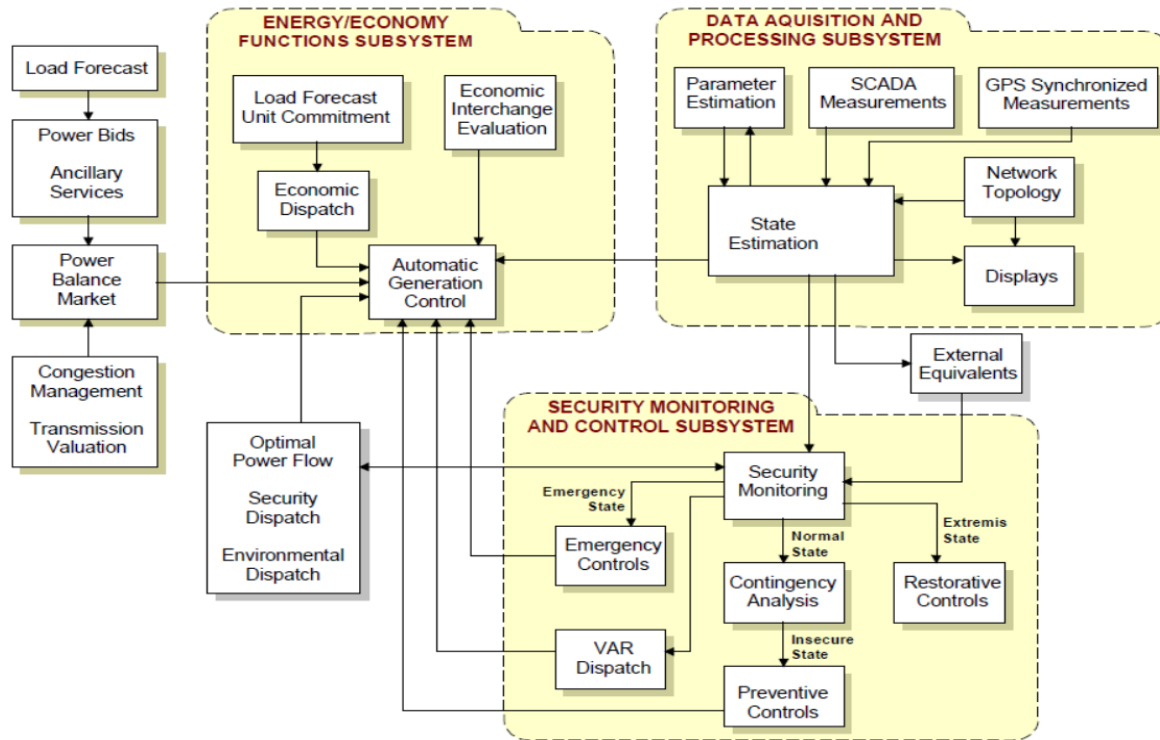 ENERGY/ECONOMY
FUNCTIONS SUBSYSTEM
DATA AQUISITION AND
PROCESSING SUBSYSTEM
Load Forecast
Power Bids
Ancillary
Services
Power
Balance
Market
Congestion
Management
Transmission
Valuation
Load Forecast
Unit Commitment
Economic
Interchange
Evaluation
Economic
Dispatch
Automatic
Generation
Control
Parameter
Estimation
SCADA
Measurements
GPS Synchronized
Measurements
Network
Topology
State
Estimation
Displays
External
Equivalents
SECURITY MONITORING
AND CONTROL SUBSYSTEM
Optimal
Power Flow
Security
Dispatch
Environmental
Dispatch
Security
Monitoring
Emergency
State
Normal
State
Extremis
State
Emergency
Controls
Contingency
Analysis
Restorative
Controls
Insecure
State
VAR
Dispatch
Preventive
Controls